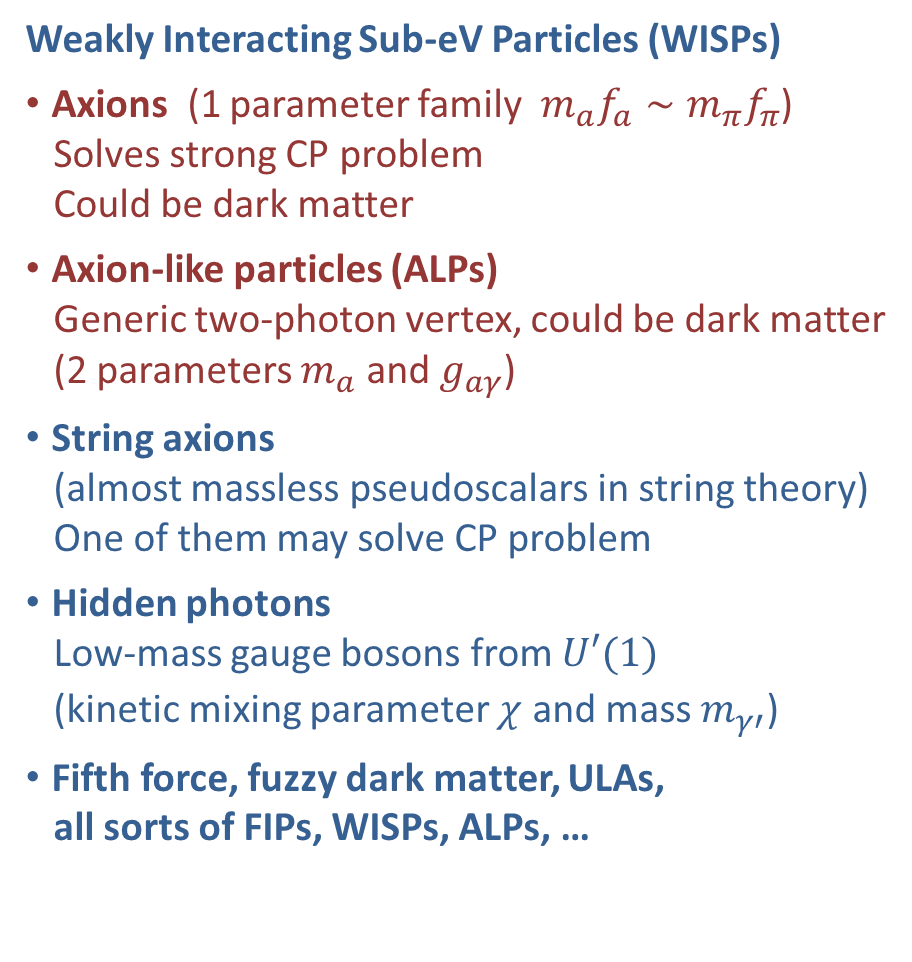 Weakly Interacting Sub-eV Particles (WISPs)
• Axions (1 parameter family $m_a f_a \sim m_\pi f_\pi$)
Solves strong CP problem
Could be dark matter
• Axion-like particles (ALPs)
Generic two-photon vertex, could be dark matter
(2 parameters $m_a$ and $g_{a\gamma}$)
• String axions
(almost massless pseudoscalars in string theory)
One of them may solve CP problem
• Hidden photons
Low-mass gauge bosons from $U'(1)$
(kinetic mixing parameter $\chi$ and mass $m_{\gamma'}$)
• Fifth force, fuzzy dark matter, ULAs,
all sorts of FIPs, WISPs, ALPs, …